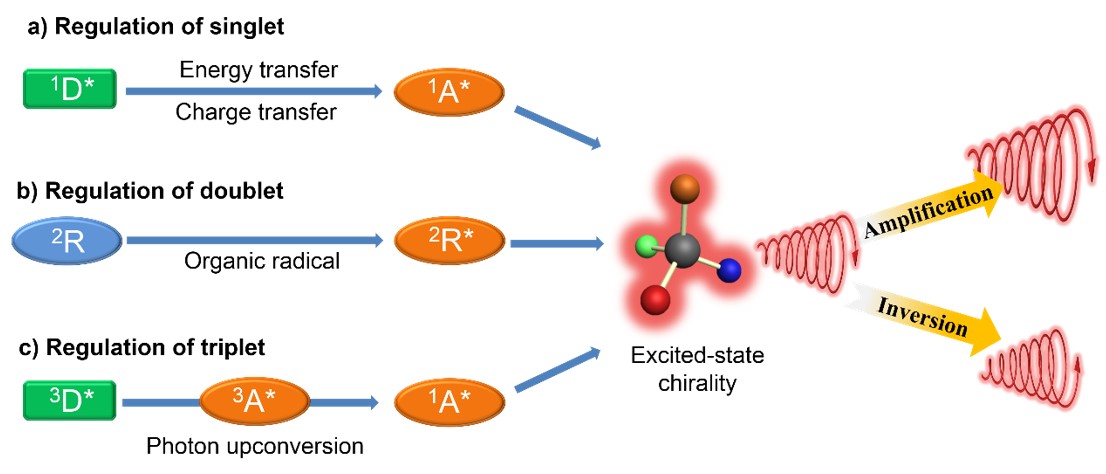 a) Regulation of singlet
¹D*
Energy transfer
Charge transfer
¹A*
b) Regulation of doublet
²R
Organic radical
²R*
c) Regulation of triplet
³D*
³A*
Photon upconversion
¹A*
Excited-state
chirality
Amplification
Inversion